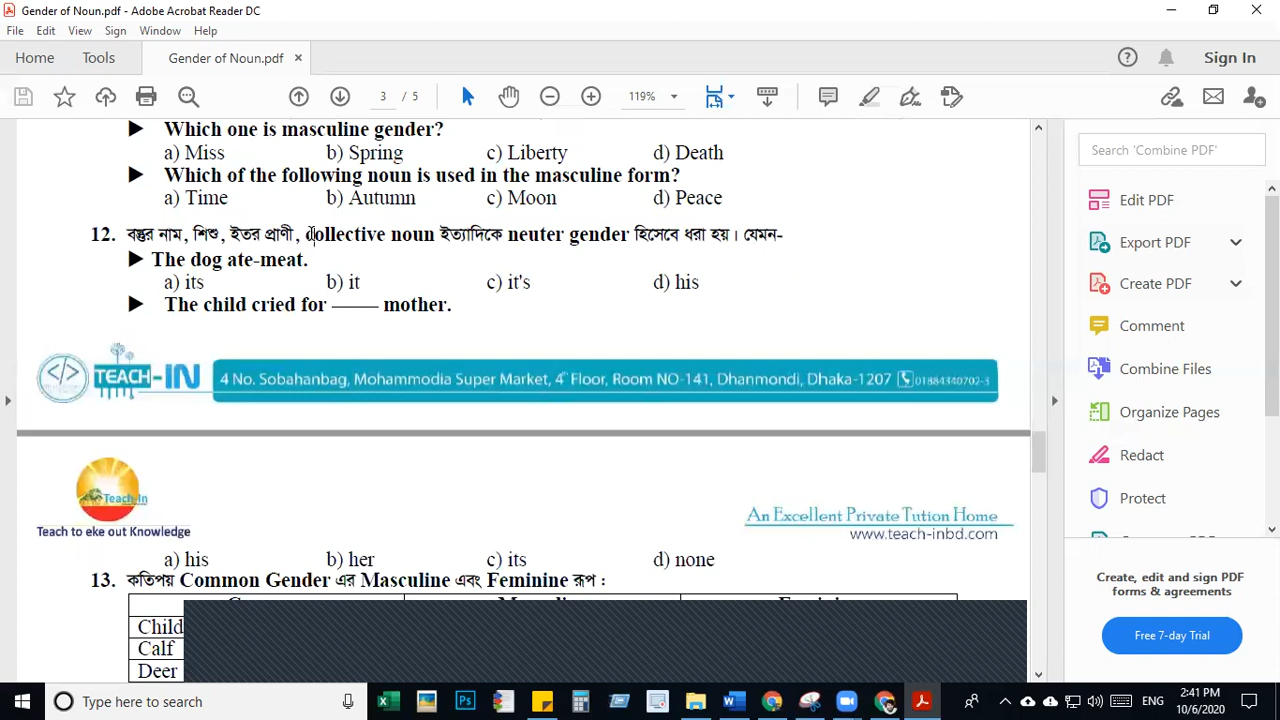 Gender of Noun.pdf - Adobe Acrobat Reader DC
File Edit View Sign Window Help
Home Tools Gender of Noun.pdf × Sign In
3 / 5 119%
▶ Which one is masculine gender?
a) Miss b) Spring c) Liberty d) Death
▶ Which of the following noun is used in the masculine form?
a) Time b) Autumn c) Moon d) Peace
12. বস্তুর নাম, শিশু, ইতর প্রাণী, collective noun ইত্যাদিকে neuter gender হিসেবে ধরা হয়। যেমন-
▶ The dog ate-meat.
a) its b) it c) it's d) his
▶ The child cried for —— mother.
TEACH-IN 4 No. Sobahanbag, Mohammodia Super Market, 4th Floor, Room NO-141, Dhanmondi, Dhaka-1207 01884340702-3
Teach-In
Teach to eke out Knowledge
An Excellent Private Tution Home
www.teach-inbd.com
a) his b) her c) its d) none
13. কতিপয় Common Gender এর Masculine এবং Feminine রূপ :
Child
Calf
Deer
Search 'Combine PDF'
Edit PDF
Export PDF
Create PDF
Comment
Combine Files
Organize Pages
Redact
Protect
Create, edit and sign PDF
forms & agreements
Free 7-day Trial
Type here to search
ENG
2:41 PM
10/6/2020